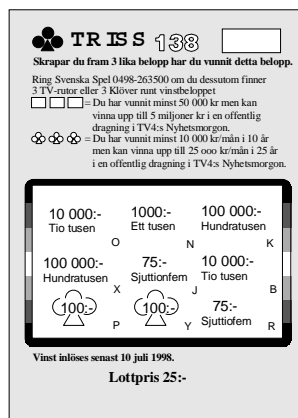 TRISS 138
Skrapar du fram 3 lika belopp har du vunnit detta belopp.
Ring Svenska Spel 0498-263500 om du dessutom finner
3 TV-rutor eller 3 Klöver runt vinstbeloppet
= Du har vunnit minst 50 000 kr men kan
vinna upp till 5 miljoner kr i en offentlig
dragning i TV4:s Nyhetsmorgon.
= Du har vunnit minst 10 000 kr/mån i 10 år
men kan vinna upp till 25 ooo kr/mån i 25 år
i en offentlig dragning i TV4:s Nyhetsmorgon.
10 000:- 1000:- 100 000:-
Tio tusen Ett tusen Hundratusen
O N K
100 000:- 75:- 10 000:-
Hundratusen Sjuttionfem Tio tusen
X J B
100:- 100:- 75:-
Sjuttiofem
P Y R
Vinst inlöses senast 10 juli 1998.
Lottpris 25:-